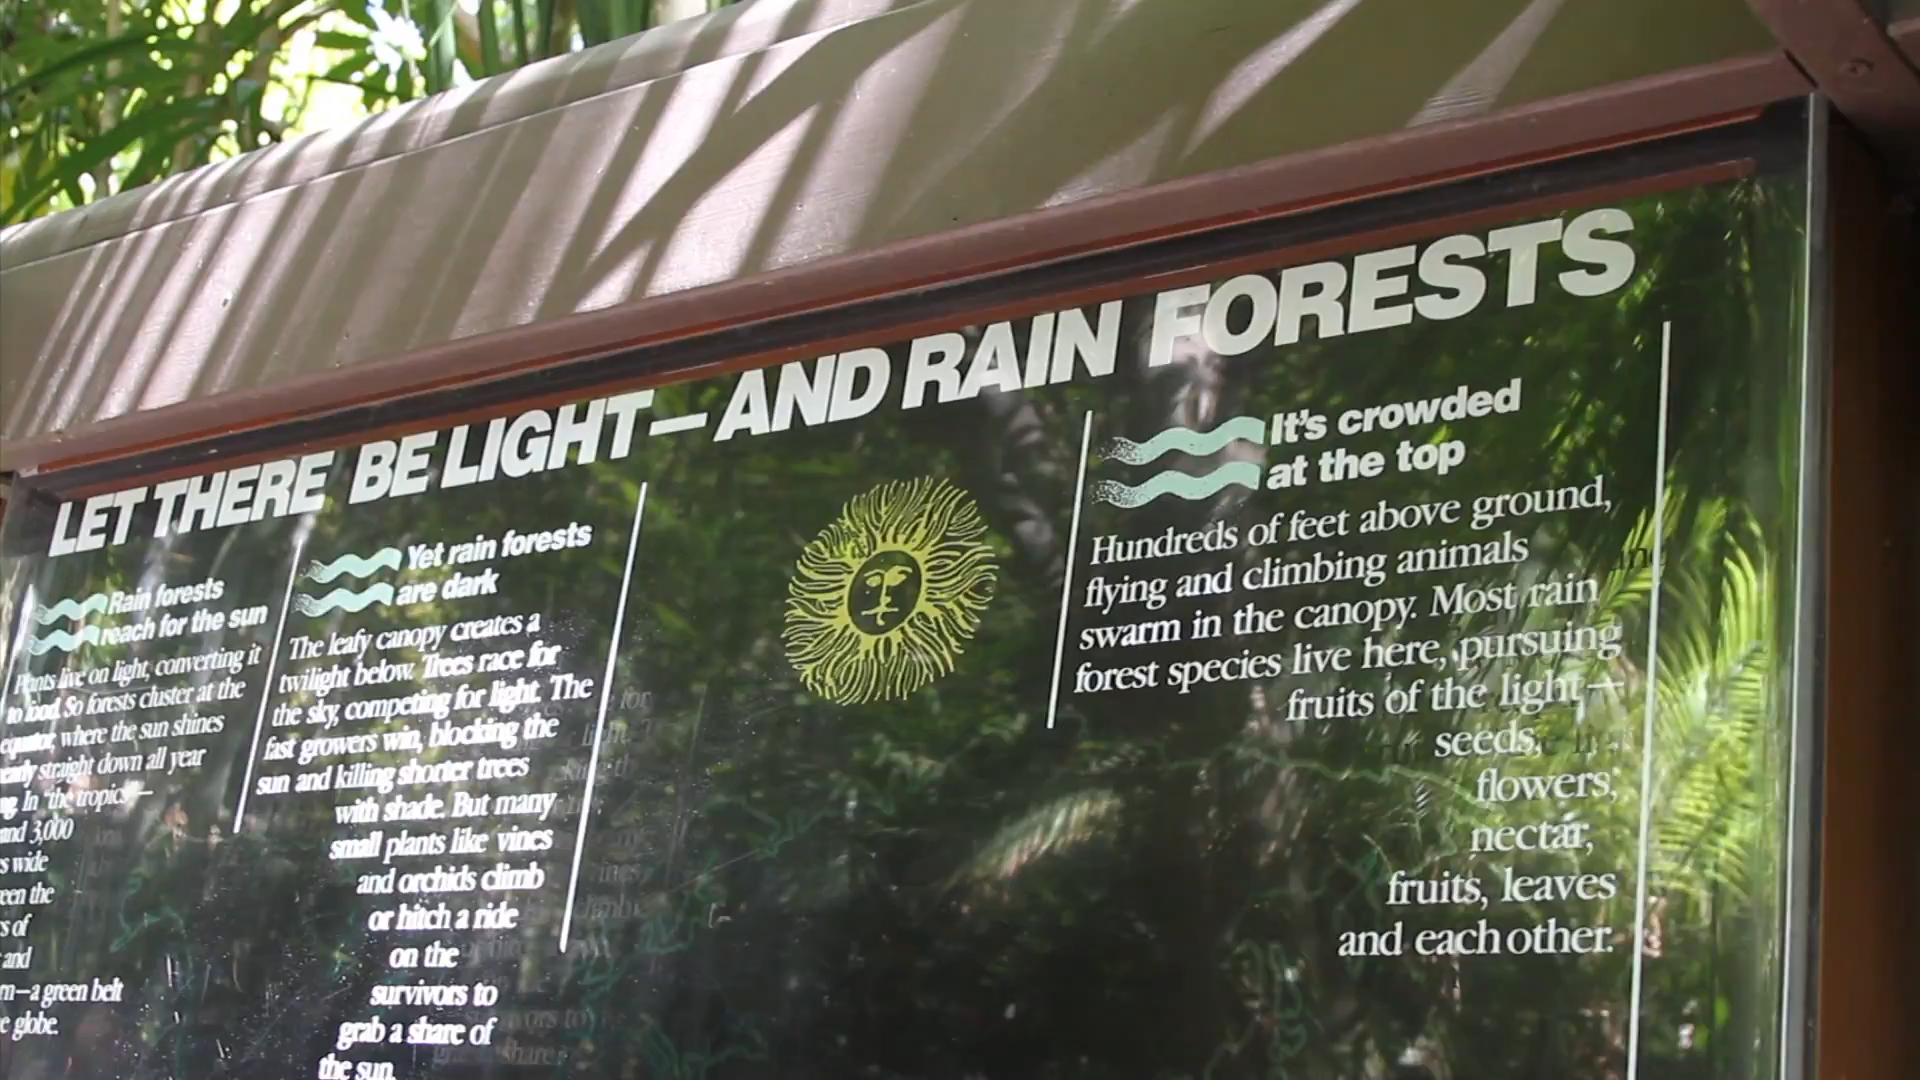 LET THERE BE LIGHT—AND RAIN FORESTS
Rain forests
reach for the sun
Plants live on light, converting it
to food. So forests cluster at the
equator, where the sun shines
straight down all year
In "the tropics"—
and 3,000
wide
the
of
and
—a green belt
globe.
Yet rain forests
are dark
The leafy canopy creates a
twilight below. Trees race for
the sky, competing for light. The
fast growers win, blocking the
sun and killing shorter trees
with shade. But many
small plants like vines
and orchids climb
or hitch a ride
on the
survivors to
grab a share of
the sun.
It's crowded
at the top
Hundreds of feet above ground,
flying and climbing animals
swarm in the canopy. Most rain
forest species live here, pursuing
fruits of the light—
seeds,
flowers,
nectar,
fruits, leaves
and each other.